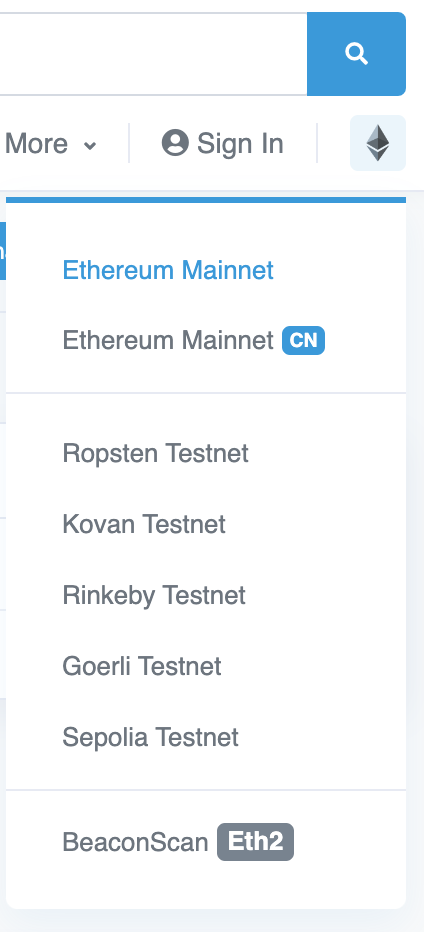 More
Sign In
Ethereum Mainnet
Ethereum Mainnet CN
Ropsten Testnet
Kovan Testnet
Rinkeby Testnet
Goerli Testnet
Sepolia Testnet
BeaconScan Eth2